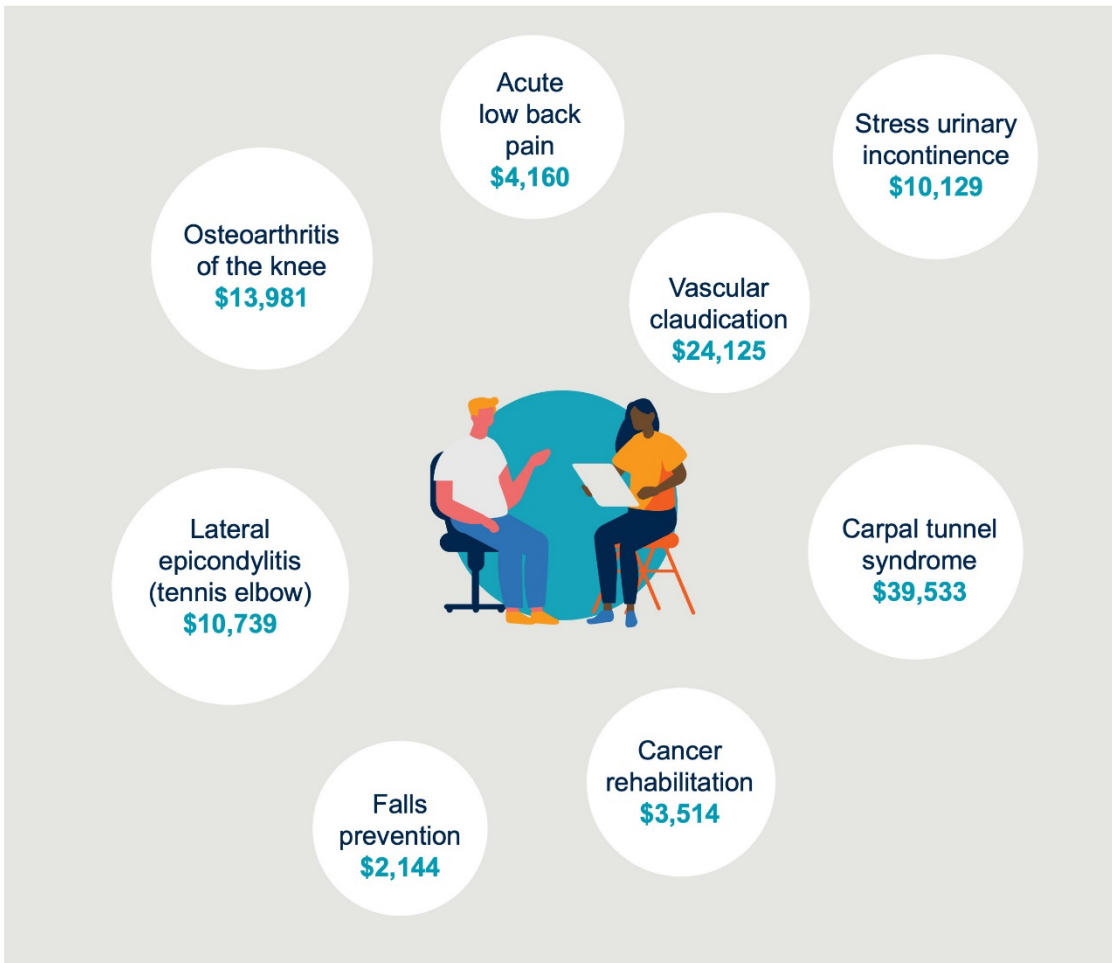 Acute
low back
pain
$4,160
Stress urinary
incontinence
$10,129
Osteoarthritis
of the knee
$13,981
Vascular
claudication
$24,125
Lateral
epicondylitis
(tennis elbow)
$10,739
Carpal tunnel
syndrome
$39,533
Cancer
rehabilitation
$3,514
Falls
prevention
$2,144